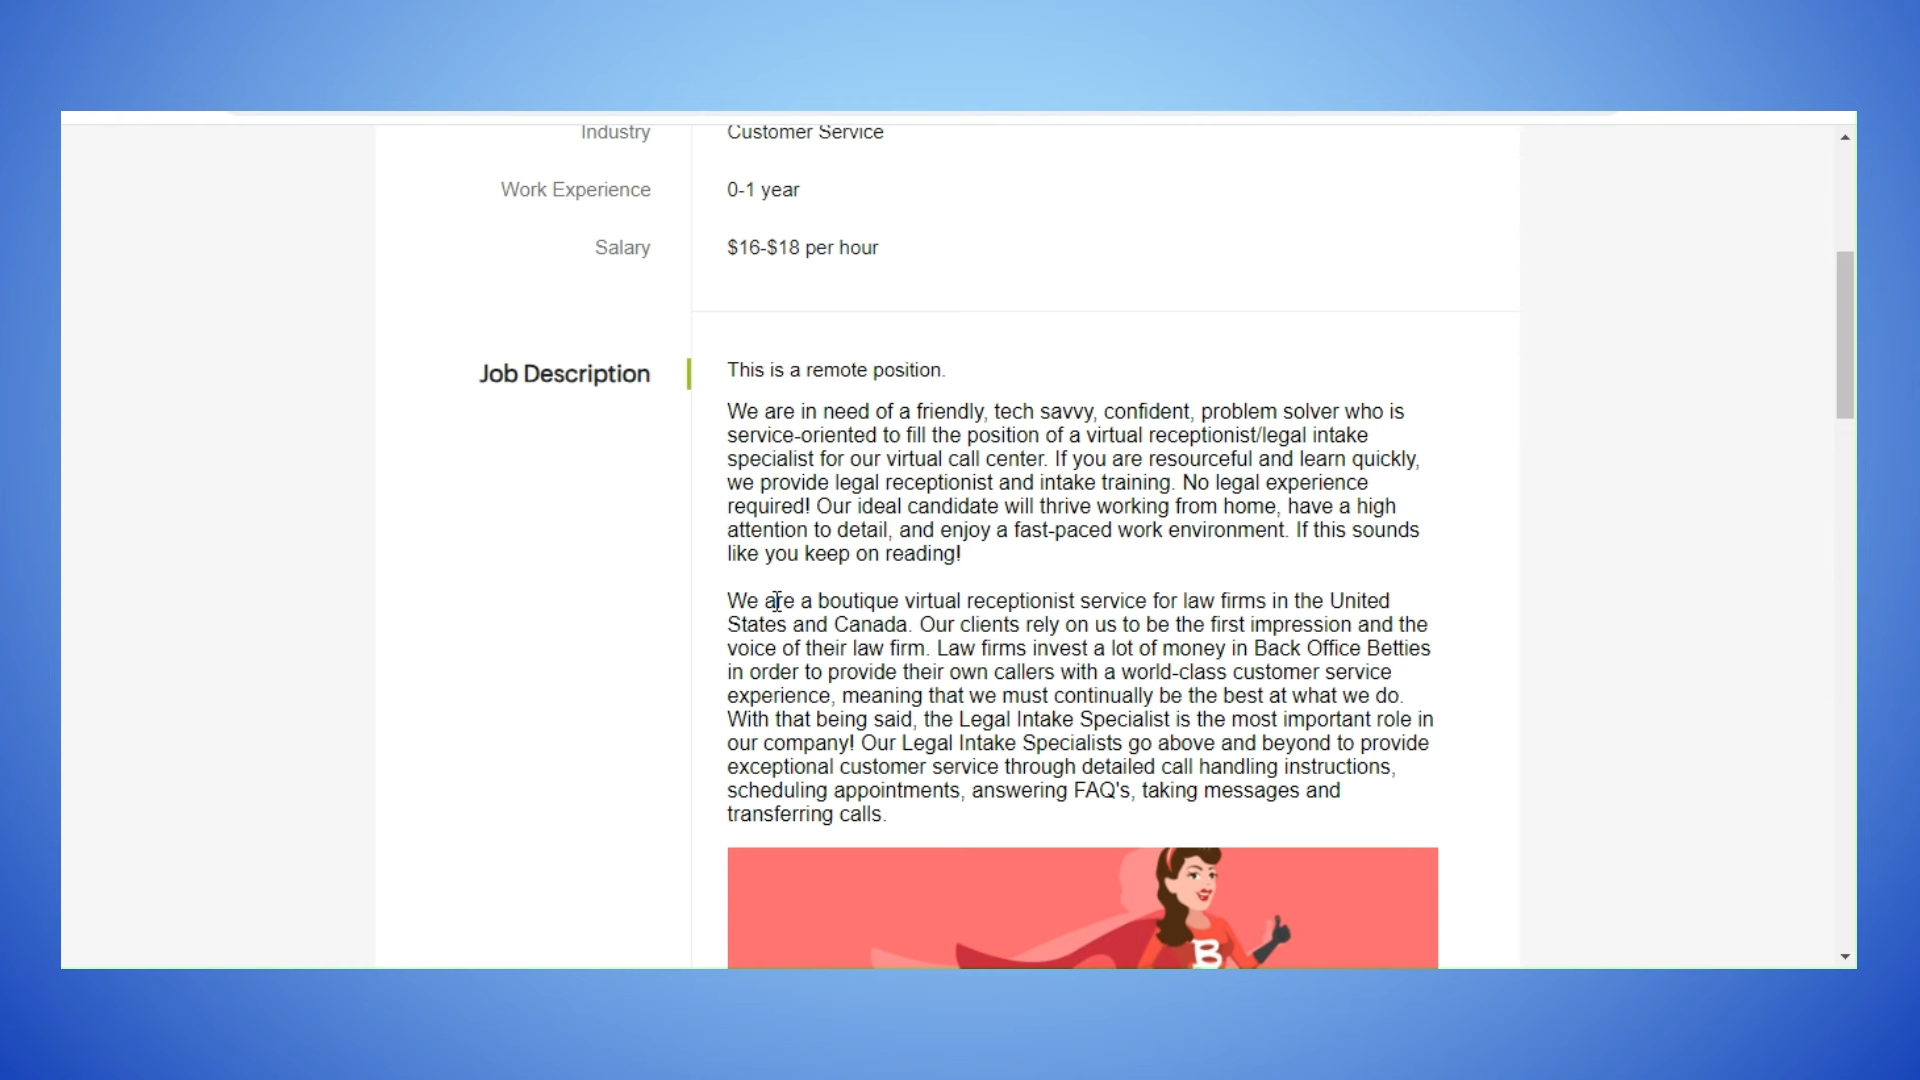 Industry Customer Service
Work Experience 0-1 year
Salary $16-$18 per hour
Job Description
This is a remote position.
We are in need of a friendly, tech savvy, confident, problem solver who is
service-oriented to fill the position of a virtual receptionist/legal intake
specialist for our virtual call center. If you are resourceful and learn quickly,
we provide legal receptionist and intake training. No legal experience
required! Our ideal candidate will thrive working from home, have a high
attention to detail, and enjoy a fast-paced work environment. If this sounds
like you keep on reading!
We are a boutique virtual receptionist service for law firms in the United
States and Canada. Our clients rely on us to be the first impression and the
voice of their law firm. Law firms invest a lot of money in Back Office Betties
in order to provide their own callers with a world-class customer service
experience, meaning that we must continually be the best at what we do.
With that being said, the Legal Intake Specialist is the most important role in
our company! Our Legal Intake Specialists go above and beyond to provide
exceptional customer service through detailed call handling instructions,
scheduling appointments, answering FAQ's, taking messages and
transferring calls.
B